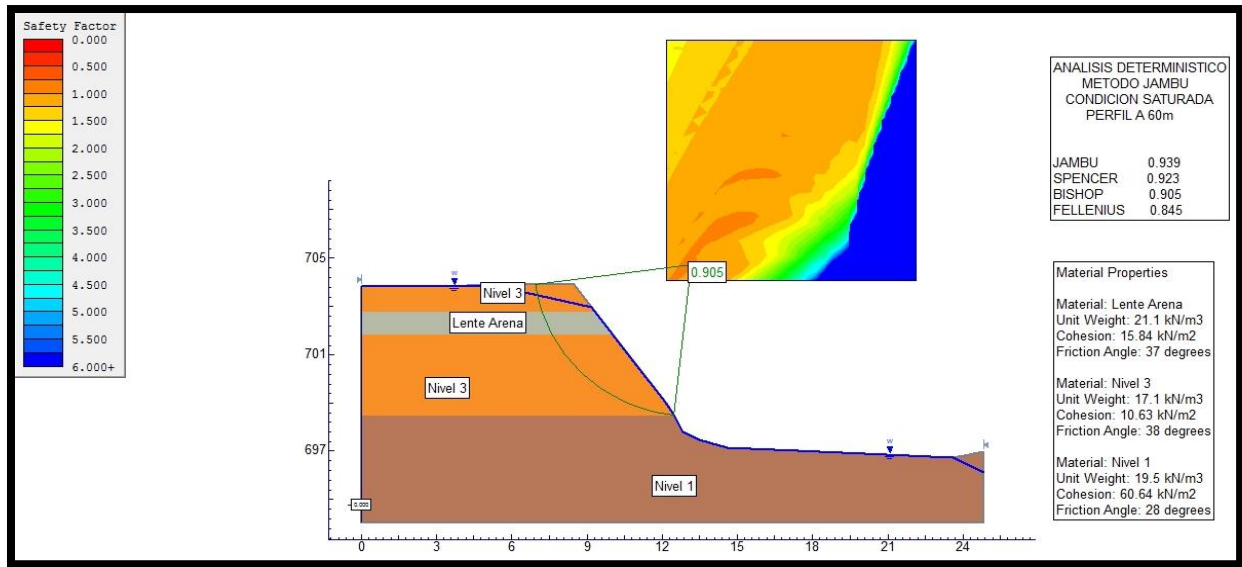 Safety Factor
0.000
0.500
1.000
1.500
2.000
2.500
3.000
3.500
4.000
4.500
5.000
5.500
6.000+
ANALISIS DETERMINISTICO
METODO JAMBU
CONDICION SATURADA
PERFIL A 60m
JAMBU 0.939
SPENCER 0.923
BISHOP 0.905
FELLENIUS 0.845
Material Properties
Material: Lente Arena
Unit Weight: 21.1 kN/m3
Cohesion: 15.84 kN/m2
Friction Angle: 37 degrees
Material: Nivel 3
Unit Weight: 17.1 kN/m3
Cohesion: 10.63 kN/m2
Friction Angle: 38 degrees
Material: Nivel 1
Unit Weight: 19.5 kN/m3
Cohesion: 60.64 kN/m2
Friction Angle: 28 degrees
0.905
705
701
697
W
Nivel 3
Lente Arena
Nivel 3
W
Nivel 1
0 3 6 9 12 15 18 21 24